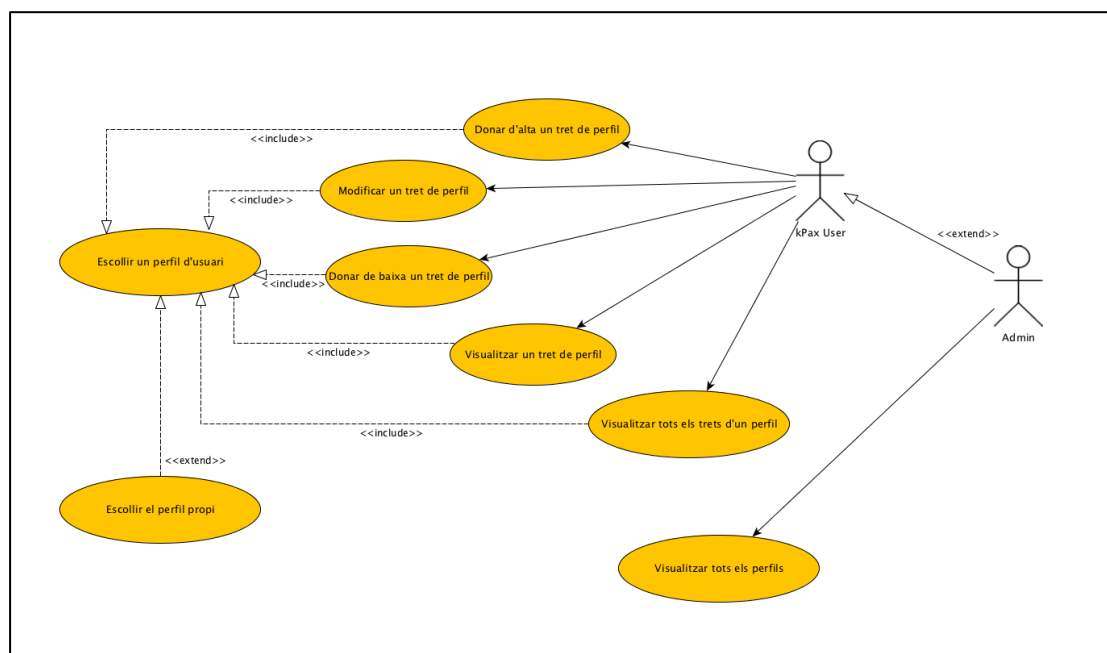 Donar d'alta un tret de perfil
<<include>>
Modificar un tret de perfil
<<include>>
kPax User
<<extend>>
Escollir un perfil d'usuari
Donar de baixa un tret de perfil
<<include>>
Admin
Visualitzar un tret de perfil
<<include>>
Visualitzar tots els trets d'un perfil
<<include>>
<<extend>>
Escollir el perfil propi
Visualitzar tots els perfils